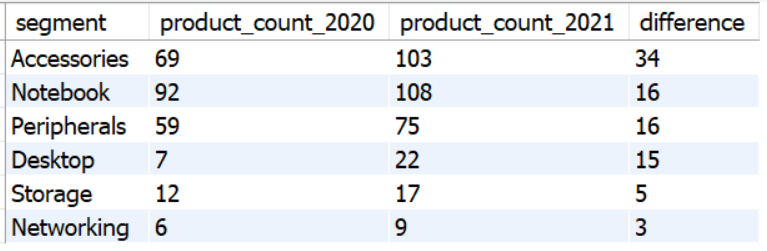 segment product_count_2020 product_count_2021 difference
Accessories 69 103 34
Notebook 92 108 16
Peripherals 59 75 16
Desktop 7 22 15
Storage 12 17 5
Networking 6 9 3